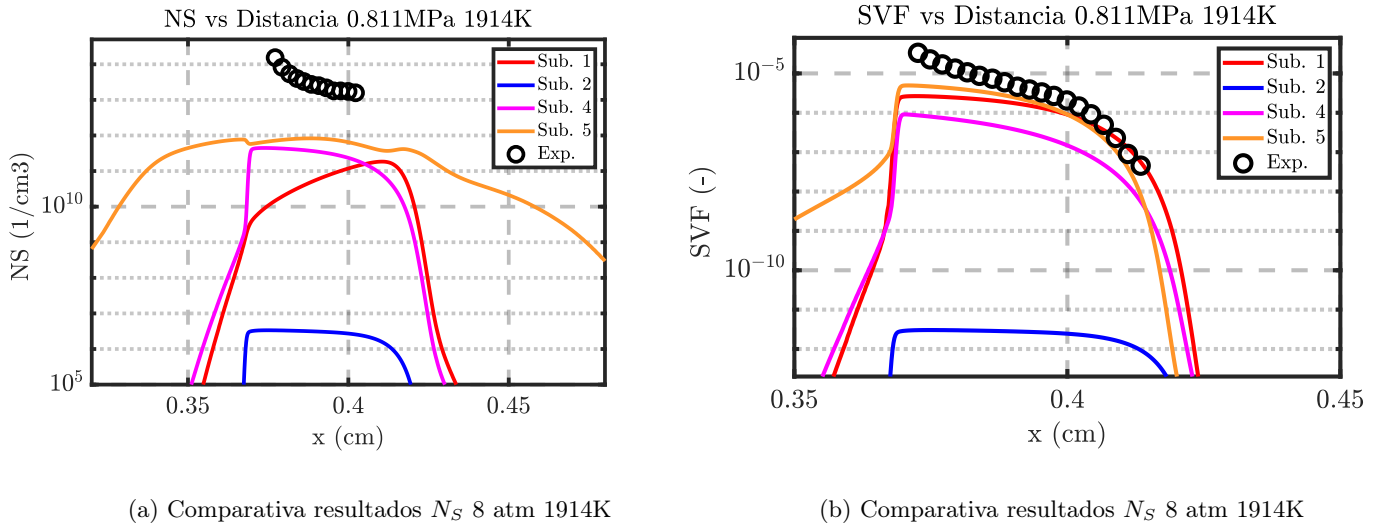 NS vs Distancia 0.811MPa 1914K
Sub. 1
Sub. 2
Sub. 4
Sub. 5
Exp.
NS (1/cm3)
10^10
10^5
0.35
0.4
0.45
x (cm)
(a) Comparativa resultados N_S 8 atm 1914K
SVF vs Distancia 0.811MPa 1914K
Sub. 1
Sub. 2
Sub. 4
Sub. 5
Exp.
SVF (-)
10^−5
10^−10
0.35
0.4
0.45
x (cm)
(b) Comparativa resultados N_S 8 atm 1914K